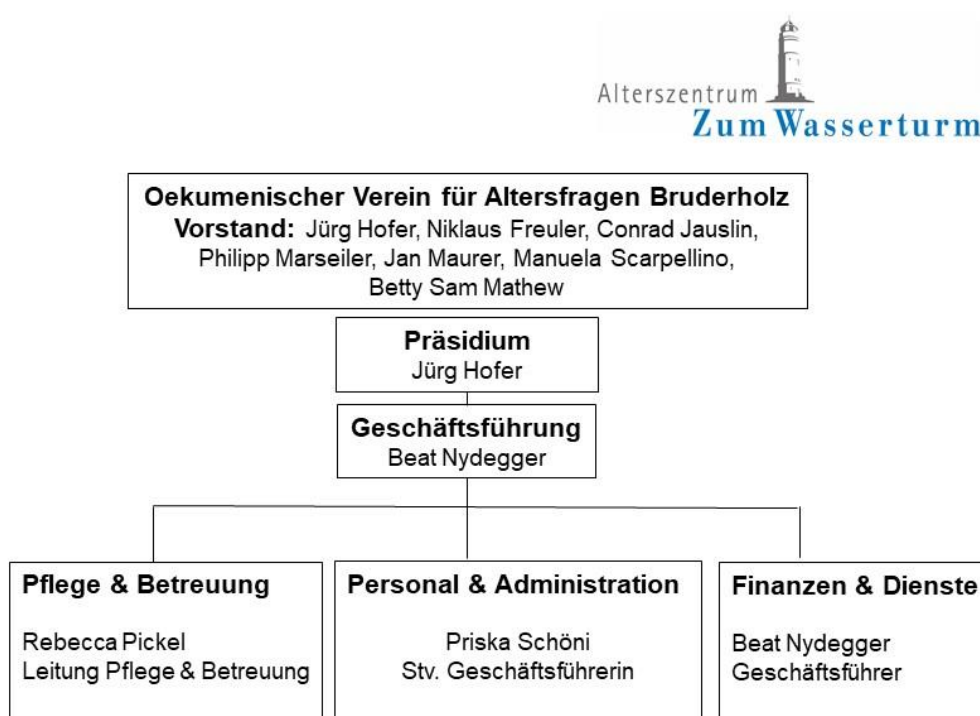 Alterszentrum
Zum Wasserturm
Oekumenischer Verein für Altersfragen Bruderholz
Vorstand: Jürg Hofer, Niklaus Freuler, Conrad Jauslin,
Philipp Marseiler, Jan Maurer, Manuela Scarpellino,
Betty Sam Mathew
Präsidium
Jürg Hofer
Geschäftsführung
Beat Nydegger
Pflege & Betreuung
Rebecca Pickel
Leitung Pflege & Betreuung
Personal & Administration
Priska Schöni
Stv. Geschäftsführerin
Finanzen & Dienste
Beat Nydegger
Geschäftsführer